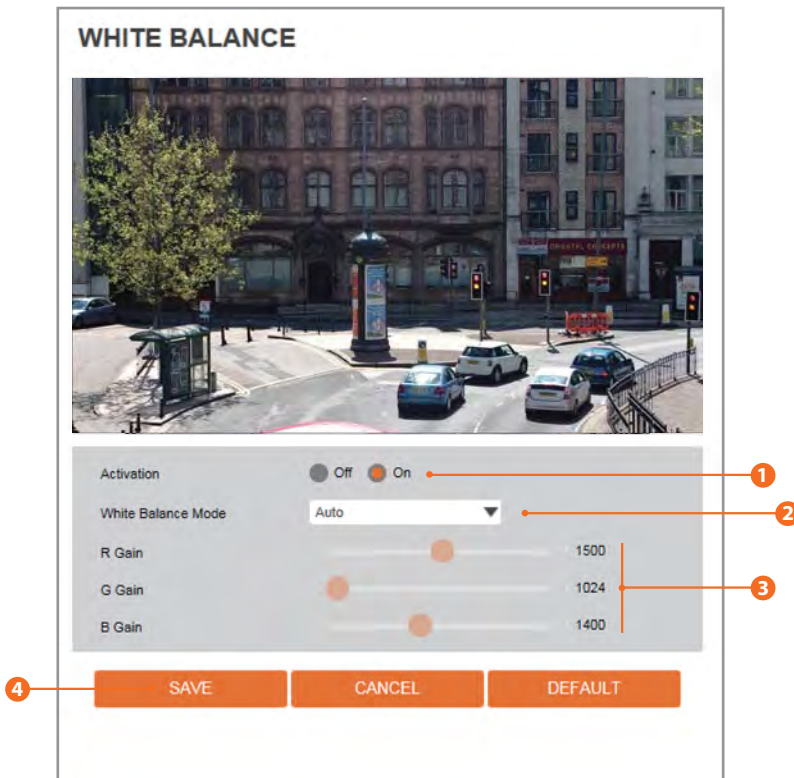 WHITE BALANCE
ORIENTAL CONCEPTS
Activation Off On 1
White Balance Mode Auto 2
R Gain 1500
G Gain 1024 3
B Gain 1400
4 SAVE CANCEL DEFAULT